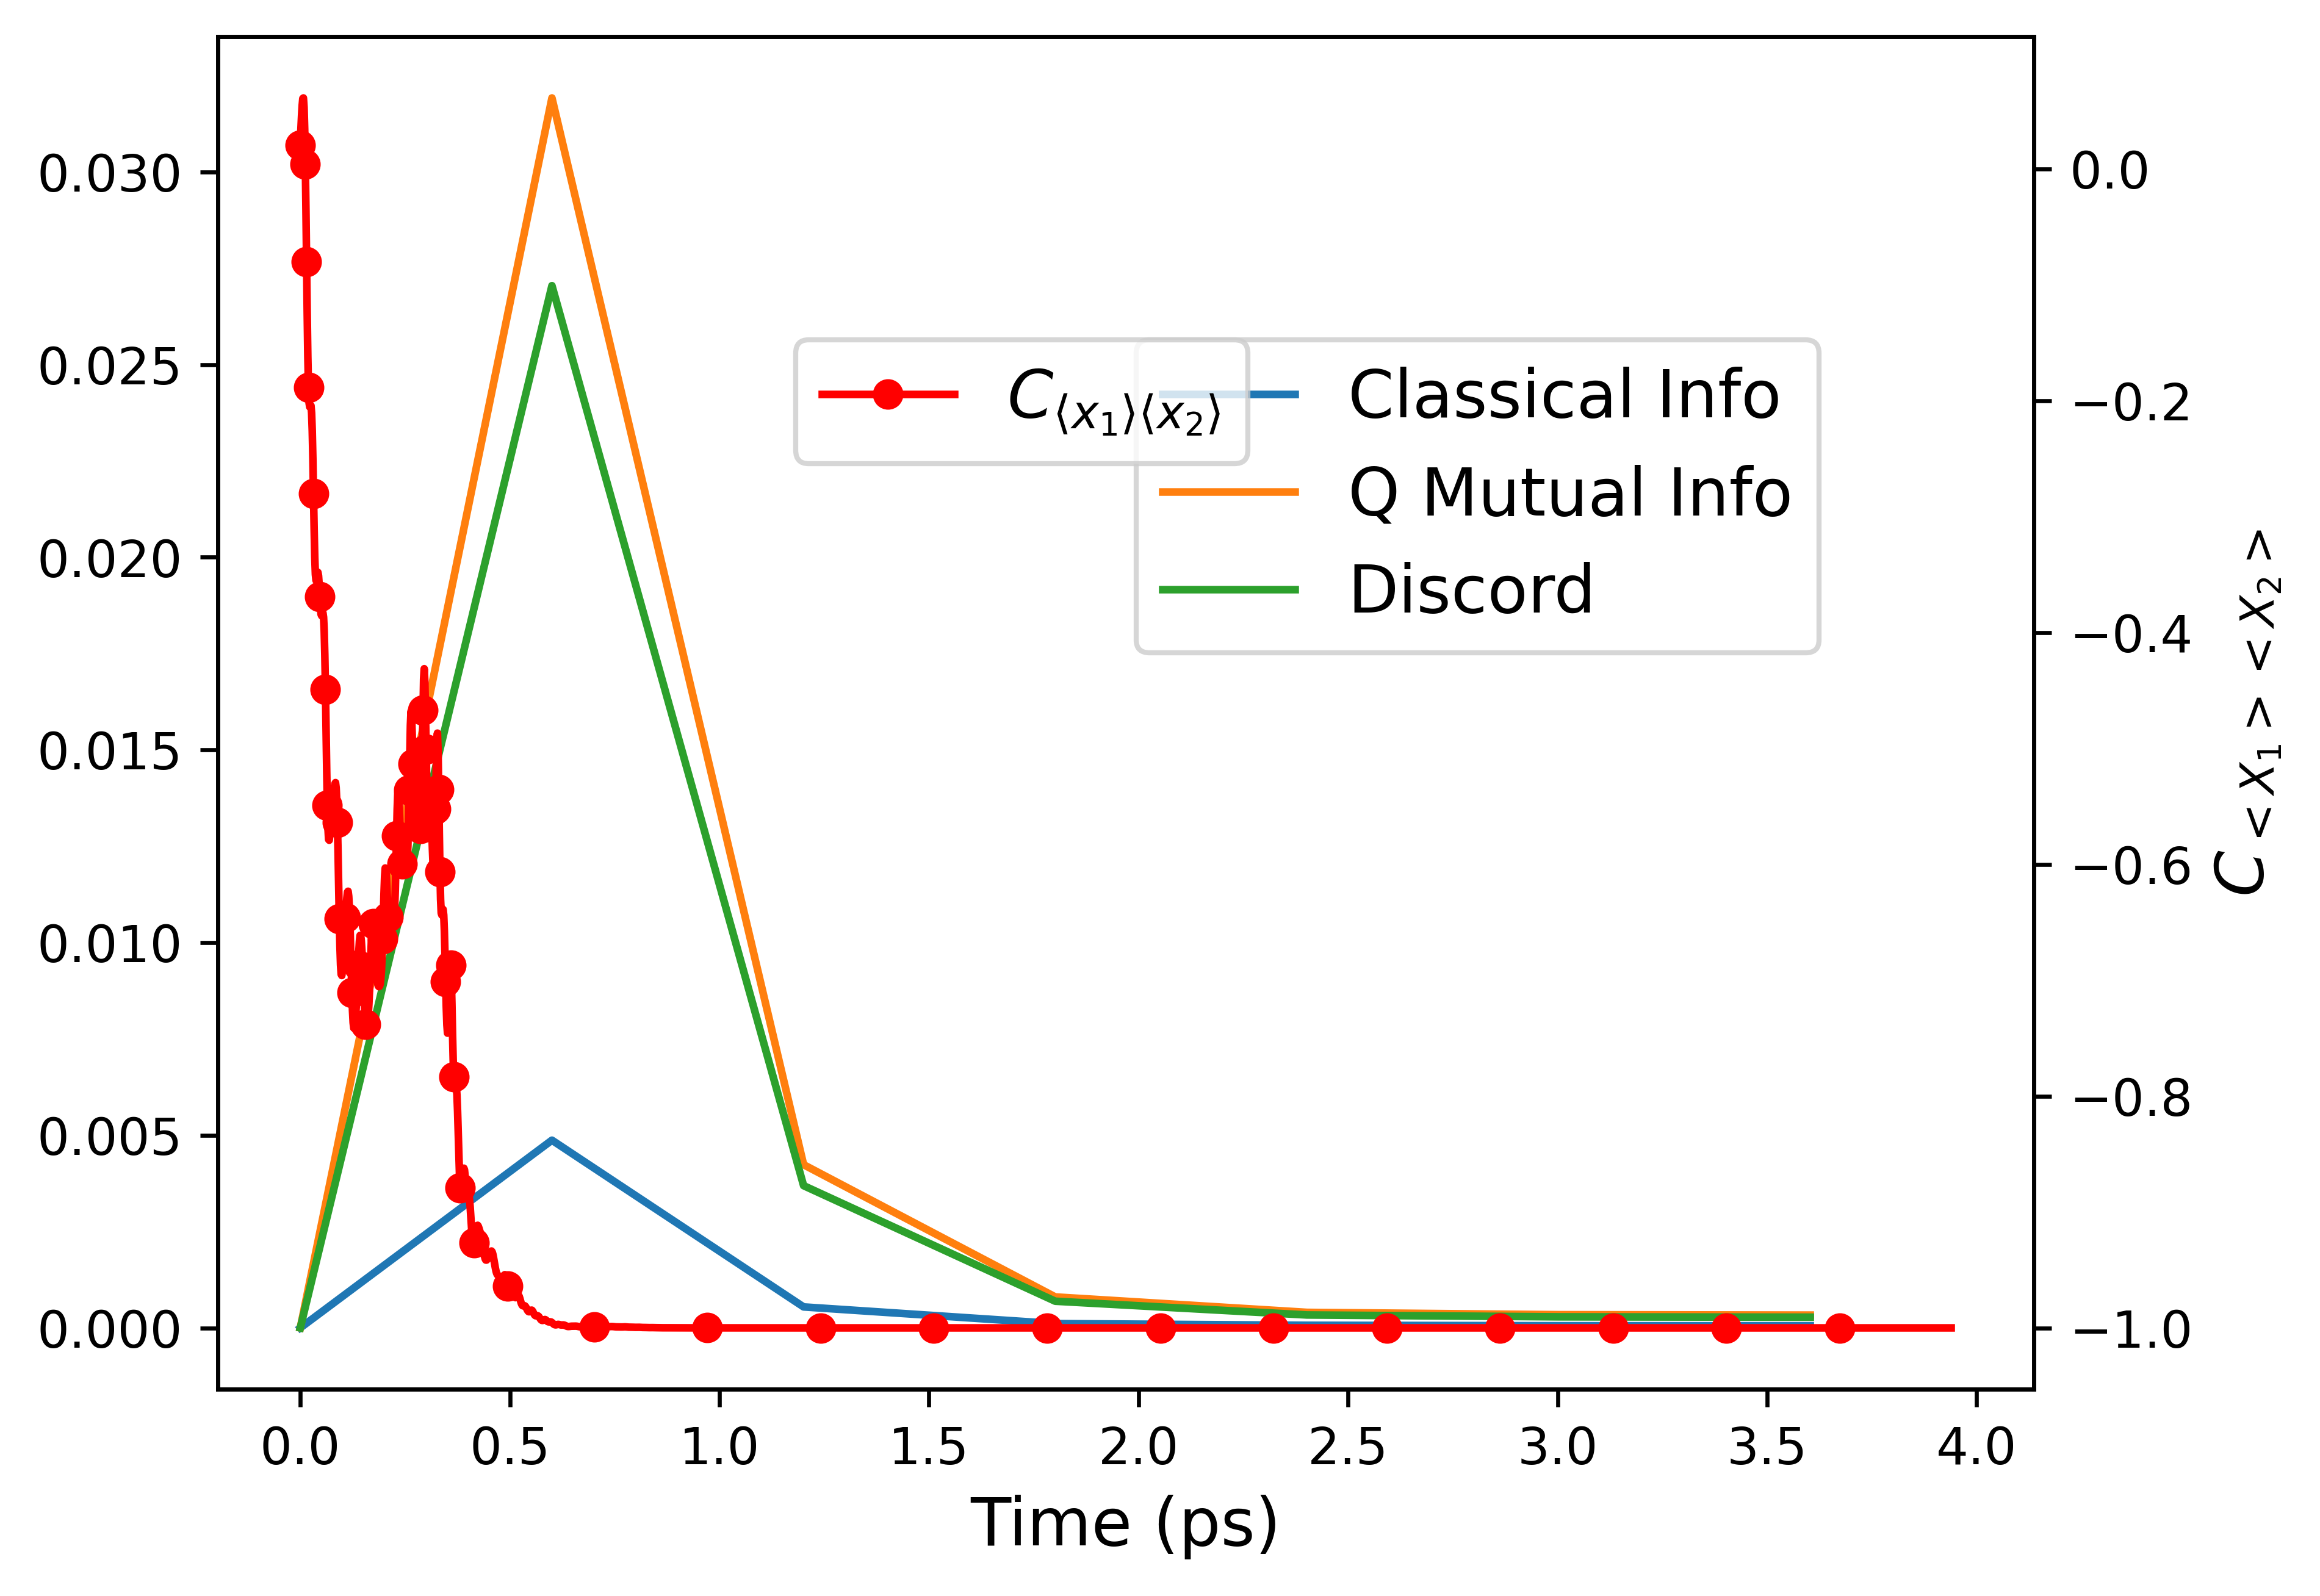 0.030
0.025
0.020
0.015
0.010
0.005
0.000
C⟨x₁⟩⟨x₂⟩
Classical Info
Q Mutual Info
Discord
0.0
−0.2
−0.4
−0.6
−0.8
−1.0
C<X₁><X₂>
0.0 0.5 1.0 1.5 2.0 2.5 3.0 3.5 4.0
Time (ps)